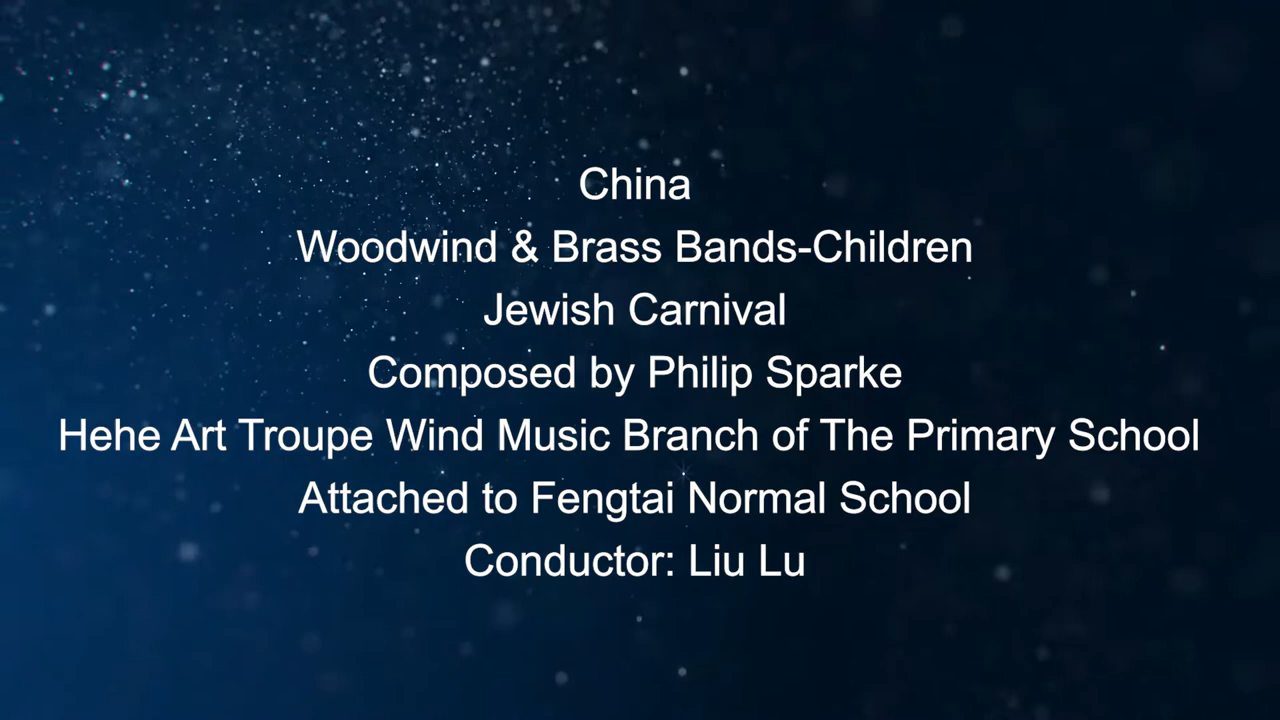 China
Woodwind & Brass Bands-Children
Jewish Carnival
Composed by Philip Sparke
Hehe Art Troupe Wind Music Branch of The Primary School
Attached to Fengtai Normal School
Conductor: Liu Lu